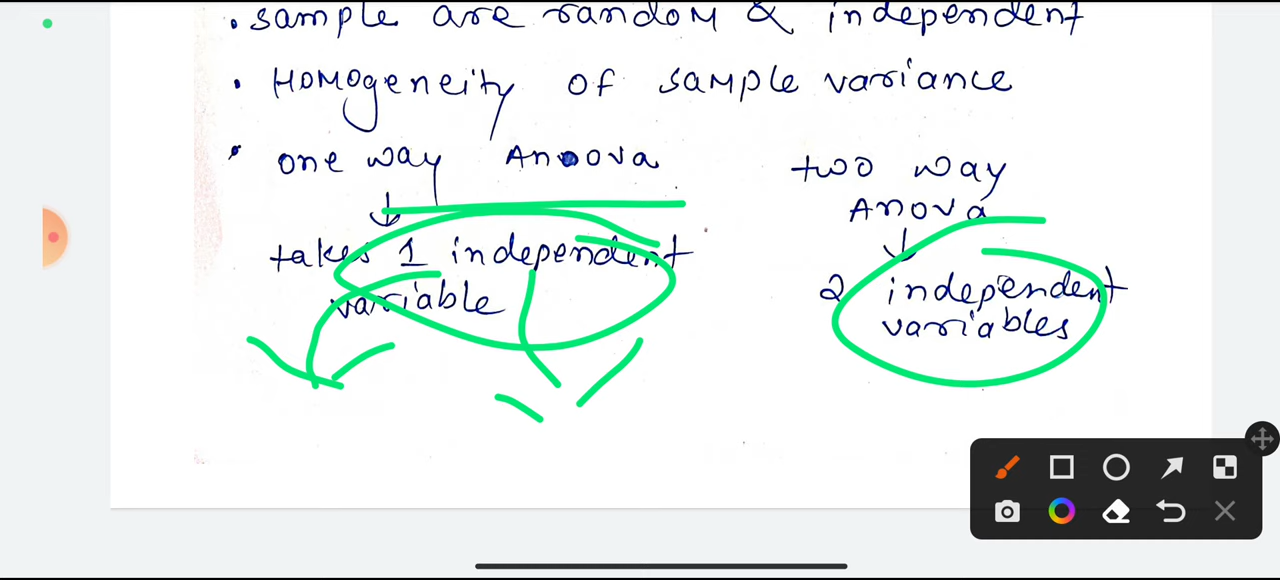 . sample are random & independent
. Homogeneity of sample variance
. one way Anova
two way
Anova
↓
↓
takes 1 independent
variable
2 independent
variables